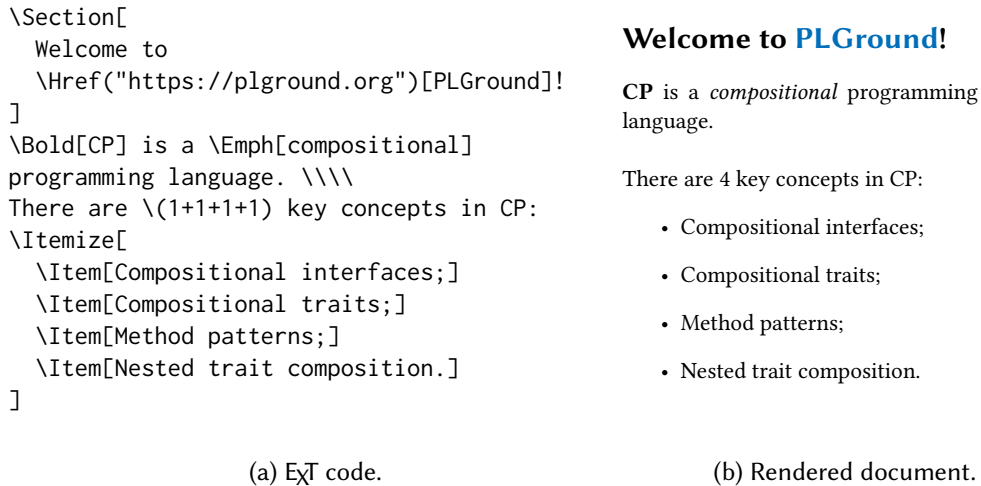 \Section[
Welcome to
\Href("https://plground.org")[PLGround]!
]
\Bold[CP] is a \Emph[compositional]
programming language. \\\\
There are \(1+1+1+1) key concepts in CP:
\Itemize[
\Item[Compositional interfaces;]
\Item[Compositional traits;]
\Item[Method patterns;]
\Item[Nested trait composition.]
]
(a) EXT code.
Welcome to PLGround!
CP is a compositional programming
language.
There are 4 key concepts in CP:
• Compositional interfaces;
• Compositional traits;
• Method patterns;
• Nested trait composition.
(b) Rendered document.